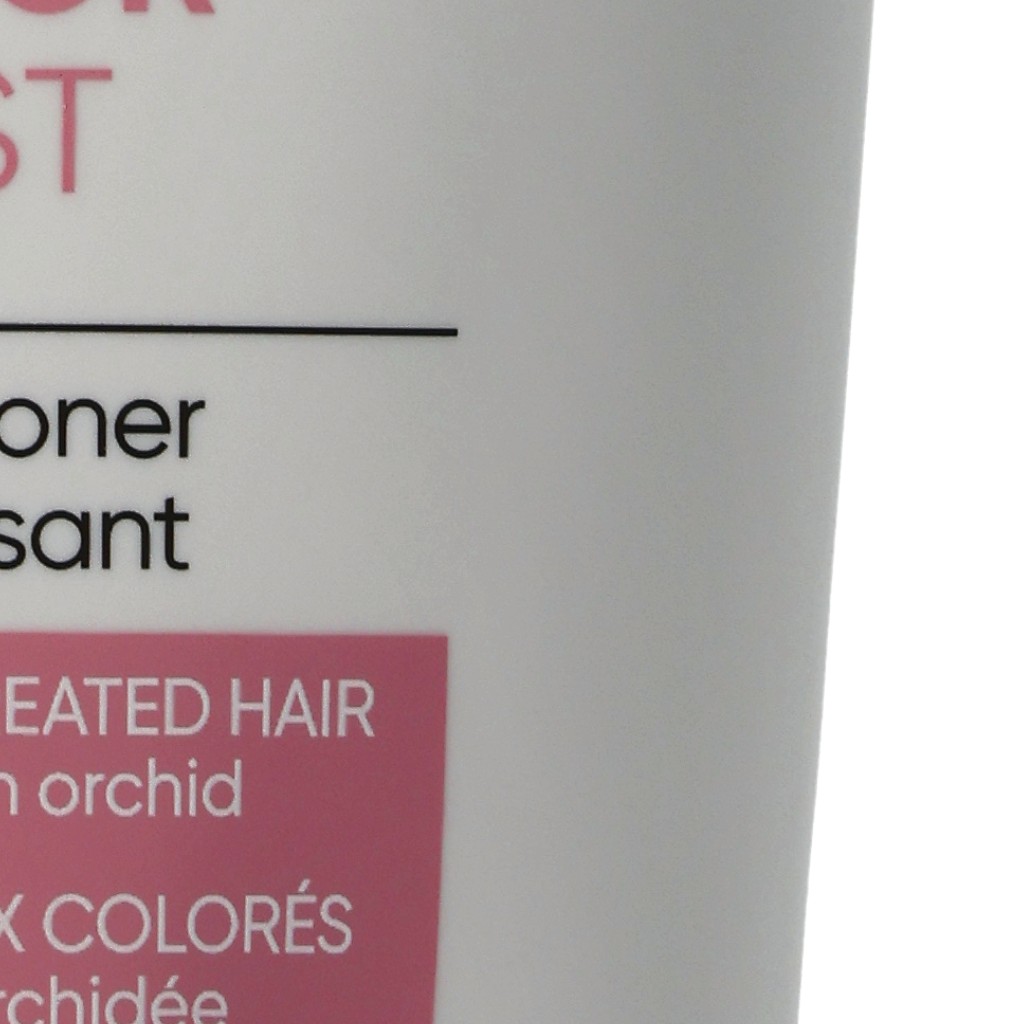 ST
oner
sant
EATED HAIR
n orchid
X COLORÉS
rchidée